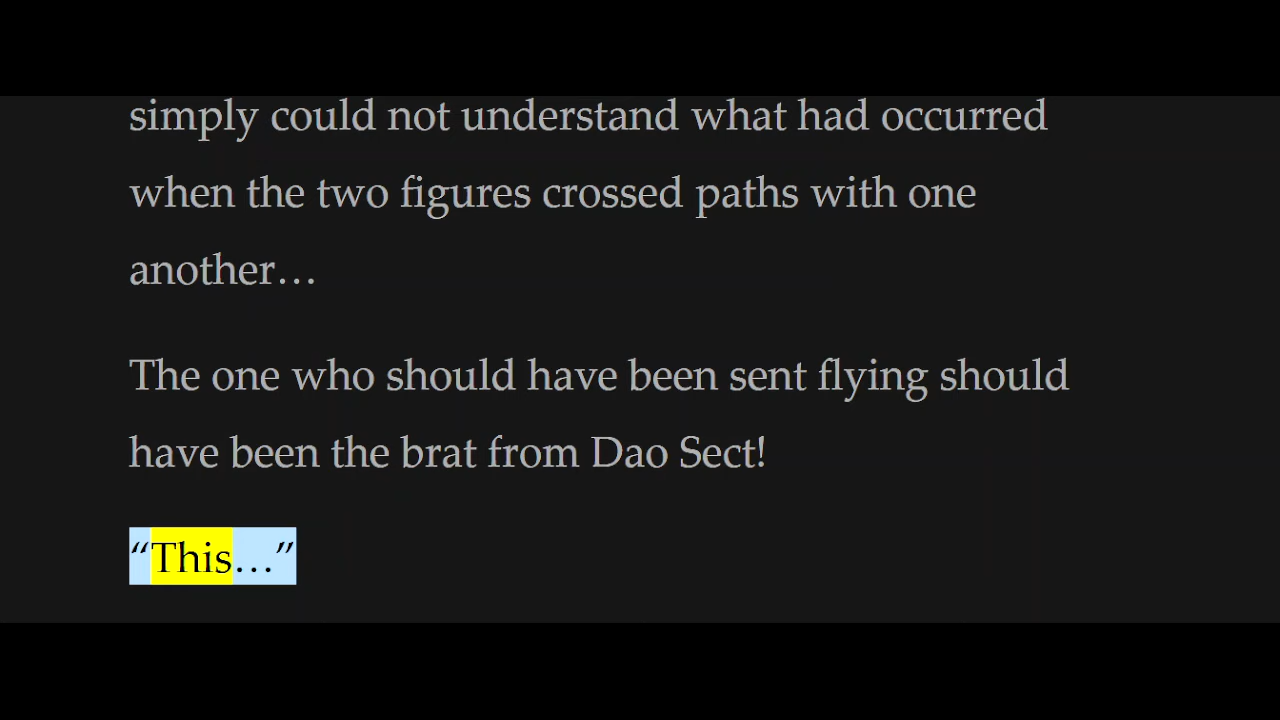 simply could not understand what had occurred
when the two figures crossed paths with one
another…
The one who should have been sent flying should
have been the brat from Dao Sect!
“This…”